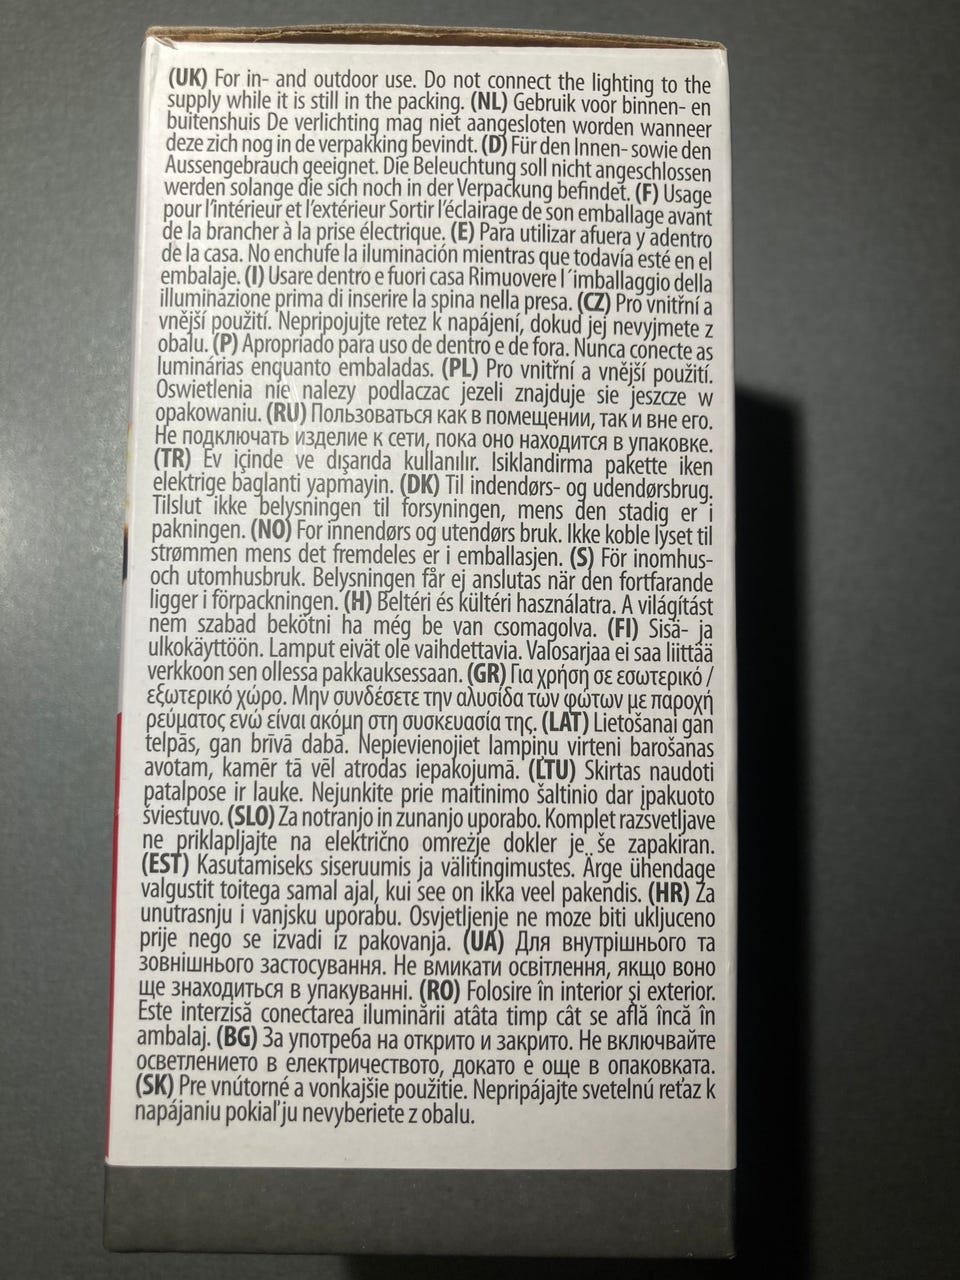 (UK) For in- and outdoor use. Do not connect the lighting to the
supply while it is still in the packing. (NL) Gebruik voor binnen- en
buitenshuis De verlichting mag niet aangesloten worden wanneer
deze zich nog in de verpakking bevindt. (D) Für den Innen- sowie den
Aussengebrauch geeignet. Die Beleuchtung soll nicht angeschlossen
werden solange die sich noch in der Verpackung befindet. (F) Usage
pour l'intérieur et l'extérieur Sortir l'éclairage de son emballage avant
de la brancher à la prise électrique. (E) Para utilizar afuera y adentro
de la casa. No enchufe la iluminación mientras que todavía esté en el
embalaje. (I) Usare dentro e fuori casa Rimuovere l´imballaggio della
illuminazione prima di inserire la spina nella presa. (CZ) Pro vnitřní a
vnější použití. Nepripojujte retez k napájení, dokud jej nevyjmete z
obalu. (P) Apropriado para uso de dentro e de fora. Nunca conecte as
luminárias enquanto embaladas. (PL) Pro vnitřní a vnější použití.
Oswietlenia nie nalezy podlaczac jezeli znajduje sie jeszcze w
opakowaniu. (RU) Пользоваться как в помещении, так и вне его.
Не подключать изделие к сети, пока оно находится в упаковке.
(TR) Ev içinde ve dışarıda kullanılır. Isiklandirma pakette iken
elektrige baglanti yapmayin. (DK) Til indendørs- og udendørsbrug.
Tilslut ikke belysningen til forsyningen, mens den stadig er i
pakningen. (NO) For innendørs og utendørs bruk. Ikke koble lyset til
strømmen mens det fremdeles er i emballasjen. (S) För inomhus-
och utomhusbruk. Belysningen får ej anslutas när den fortfarande
ligger i förpackningen. (H) Beltéri és kültéri használatra. A világítást
nem szabad bekötni ha még be van csomagolva. (FI) Sisä- ja
ulkokäyttöön. Lamput eivät ole vaihdettavia. Valosarjaa ei saa liittää
verkkoon sen ollessa pakkauksessaan. (GR) Για χρήση σε εσωτερικό /
εξωτερικό χώρο. Μην συνδέσετε την αλυσίδα των φώτων με παροχή
ρεύματος ενώ είναι ακόμη στη συσκευασία της. (LAT) Lietošanai gan
telpās, gan brīvā dabā. Nepievienojiet lampiņu virteni barošanas
avotam, kamēr tā vēl atrodas iepakojumā. (LTU) Skirtas naudoti
patalpose ir lauke. Nejunkite prie maitinimo šaltinio dar įpakuoto
šviestuvo. (SLO) Za notranjo in zunanjo uporabo. Komplet razsvetljave
ne priklapljajte na električno omrežje dokler je še zapakiran.
(EST) Kasutamiseks siseruumis ja välitingimustes. Ärge ühendage
valgustit toitega samal ajal, kui see on ikka veel pakendis. (HR) Za
unutrasnju i vanjsku uporabu. Osvjetljenje ne moze biti ukljuceno
prije nego se izvadi iz pakovanja. (UA) Для внутрішнього та
зовнішнього застосування. Не вмикати освітлення, якщо воно
ще знаходиться в упакуванні. (RO) Folosire în interior şi exterior.
Este interzisă conectarea iluminării atâta timp cât se află încă în
ambalaj. (BG) За употреба на открито и закрито. Не включвайте
осветлението в електричеството, докато е още в опаковката.
(SK) Pre vnútorné a vonkajšie použitie. Nepripájajte svetelnú reťaz k
napájaniu pokiaľ ju nevyberiete z obalu.